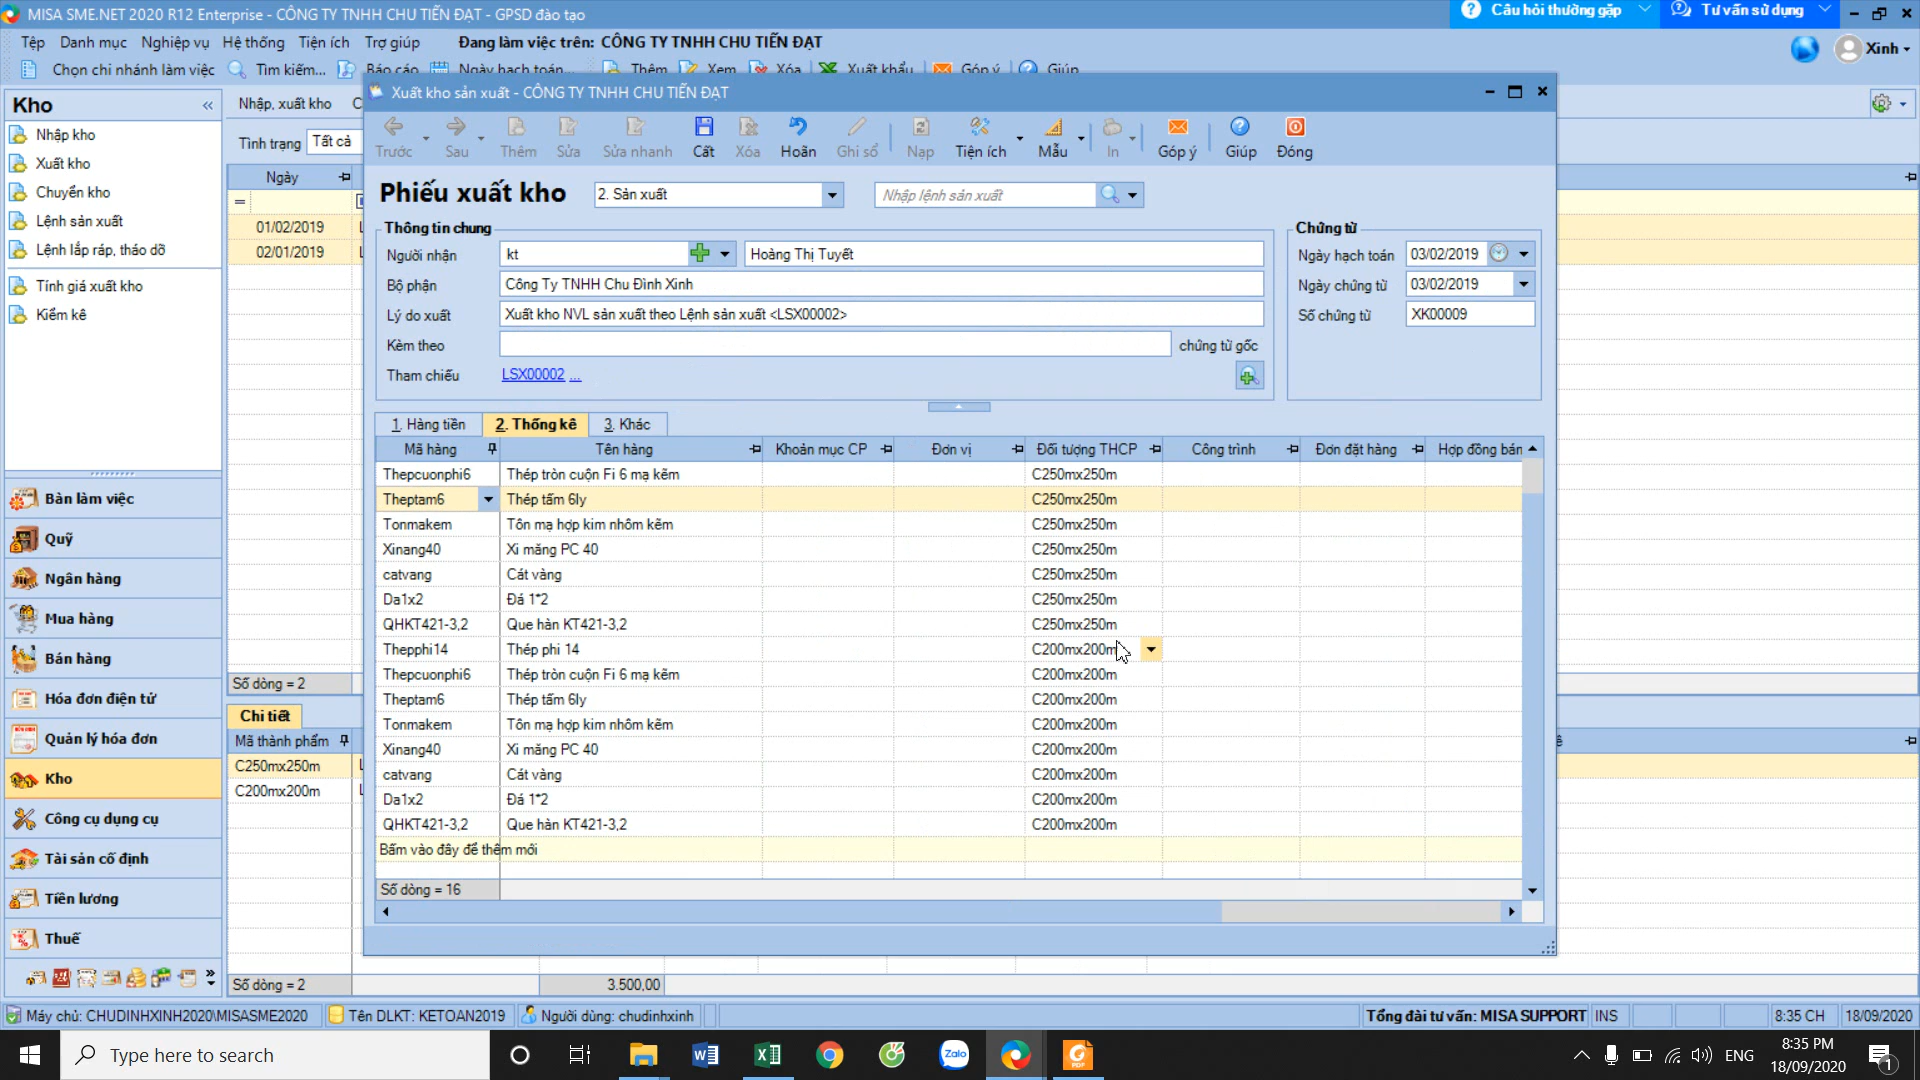 MISA SME.NET 2020 R12 Enterprise - CÔNG TY TNHH CHU TIẾN ĐẠT - GPSD đào tạo
Câu hỏi thường gặp
Tư vấn sử dụng
Tệp Danh mục Nghiệp vụ Hệ thống Tiện ích Trợ giúp Đang làm việc trên: CÔNG TY TNHH CHU TIẾN ĐẠT
Xinh
Chọn chi nhánh làm việc Tìm kiếm... Báo cáo Ngày hạch toán... Thêm Xem Xóa Xuất khẩu Góp ý Giúp
Kho
Nhập kho
Xuất kho
Chuyển kho
Lệnh sản xuất
Lệnh lắp ráp, tháo dỡ
Tính giá xuất kho
Kiểm kê
Bàn làm việc
Quỹ
Ngân hàng
Mua hàng
Bán hàng
Hóa đơn điện tử
Quản lý hóa đơn
Kho
Công cụ dụng cụ
Tài sản cố định
Tiền lương
Thuế
Nhập, xuất kho
Tình trạng Tất cả
Ngày
=
01/02/2019
02/01/2019
Số dòng = 2
Chi tiết
Mã thành phẩm
C250mx250m
C200mx200m
Số dòng = 2 3.500,00
Xuất kho sản xuất - CÔNG TY TNHH CHU TIẾN ĐẠT
Trước Sau Thêm Sửa Sửa nhanh Cất Xóa Hoãn Ghi sổ Nạp Tiện ích Mẫu In Góp ý Giúp Đóng
Phiếu xuất kho 2. Sản xuất Nhập lệnh sản xuất
Thông tin chung
Người nhận kt Hoàng Thị Tuyết
Bộ phận Công Ty TNHH Chu Đình Xinh
Lý do xuất Xuất kho NVL sản xuất theo Lệnh sản xuất <LSX00002>
Kèm theo chứng từ gốc
Tham chiếu LSX00002 ...
Chứng từ
Ngày hạch toán 03/02/2019
Ngày chứng từ 03/02/2019
Số chứng từ XK00009
1. Hàng tiền 2. Thống kê 3. Khác
Mã hàng Tên hàng Khoản mục CP Đơn vị Đối tượng THCP Công trình Đơn đặt hàng Hợp đồng bán
Thepcuonphi6 Thép tròn cuộn Fi 6 mạ kẽm C250mx250m
Theptam6 Thép tấm 6ly C250mx250m
Tonmakem Tôn mạ hợp kim nhôm kẽm C250mx250m
Xinang40 Xi măng PC 40 C250mx250m
catvang Cát vàng C250mx250m
Da1x2 Đá 1*2 C250mx250m
QHKT421-3,2 Que hàn KT421-3,2 C250mx250m
Thepphi14 Thép phi 14 C200mx200m
Thepcuonphi6 Thép tròn cuộn Fi 6 mạ kẽm C200mx200m
Theptam6 Thép tấm 6ly C200mx200m
Tonmakem Tôn mạ hợp kim nhôm kẽm C200mx200m
Xinang40 Xi măng PC 40 C200mx200m
catvang Cát vàng C200mx200m
Da1x2 Đá 1*2 C200mx200m
QHKT421-3,2 Que hàn KT421-3,2 C200mx200m
Bấm vào đây để thêm mới
Số dòng = 16
Máy chủ: CHUDINHXINH2020\MISASME2020 Tên DLKT: KETOAN2019 Người dùng: chudinhxinh Tổng đài tư vấn: MISA SUPPORT INS 8:35 CH 18/09/2020
Type here to search
Zalo
ENG
8:35 PM
18/09/2020
1